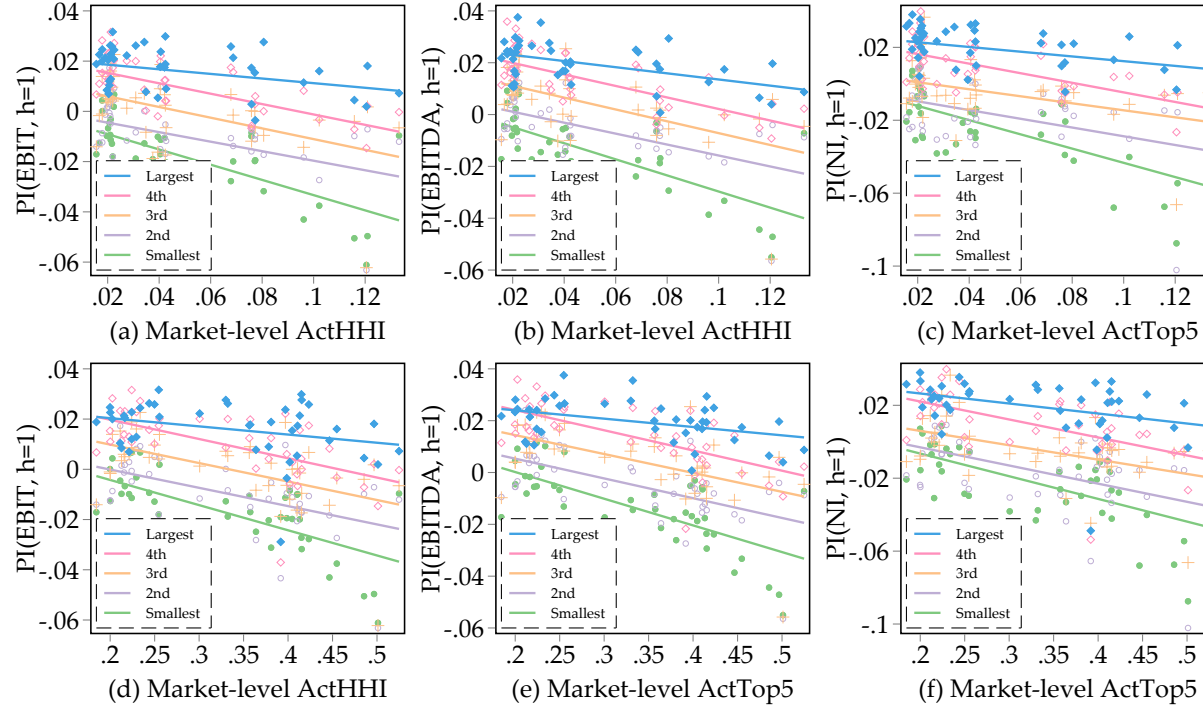 PI(EBIT, h=1)
.04
.02
0
-.02
-.04
-.06
Largest
4th
3rd
2nd
Smallest
.02 .04 .06 .08 .1 .12
(a) Market-level ActHHI
PI(EBITDA, h=1)
.04
.02
0
-.02
-.04
-.06
Largest
4th
3rd
2nd
Smallest
.02 .04 .06 .08 .1 .12
(b) Market-level ActHHI
PI(NI, h=1)
.02
-.02
-.06
-.1
Largest
4th
3rd
2nd
Smallest
.02 .04 .06 .08 .1 .12
(c) Market-level ActTop5
PI(EBIT, h=1)
.04
.02
0
-.02
-.04
-.06
Largest
4th
3rd
2nd
Smallest
.2 .25 .3 .35 .4 .45 .5
(d) Market-level ActHHI
PI(EBITDA, h=1)
.04
.02
0
-.02
-.04
-.06
Largest
4th
3rd
2nd
Smallest
.2 .25 .3 .35 .4 .45 .5
(e) Market-level ActTop5
PI(NI, h=1)
.02
-.02
-.06
-.1
Largest
4th
3rd
2nd
Smallest
.2 .25 .3 .35 .4 .45 .5
(f) Market-level ActTop5